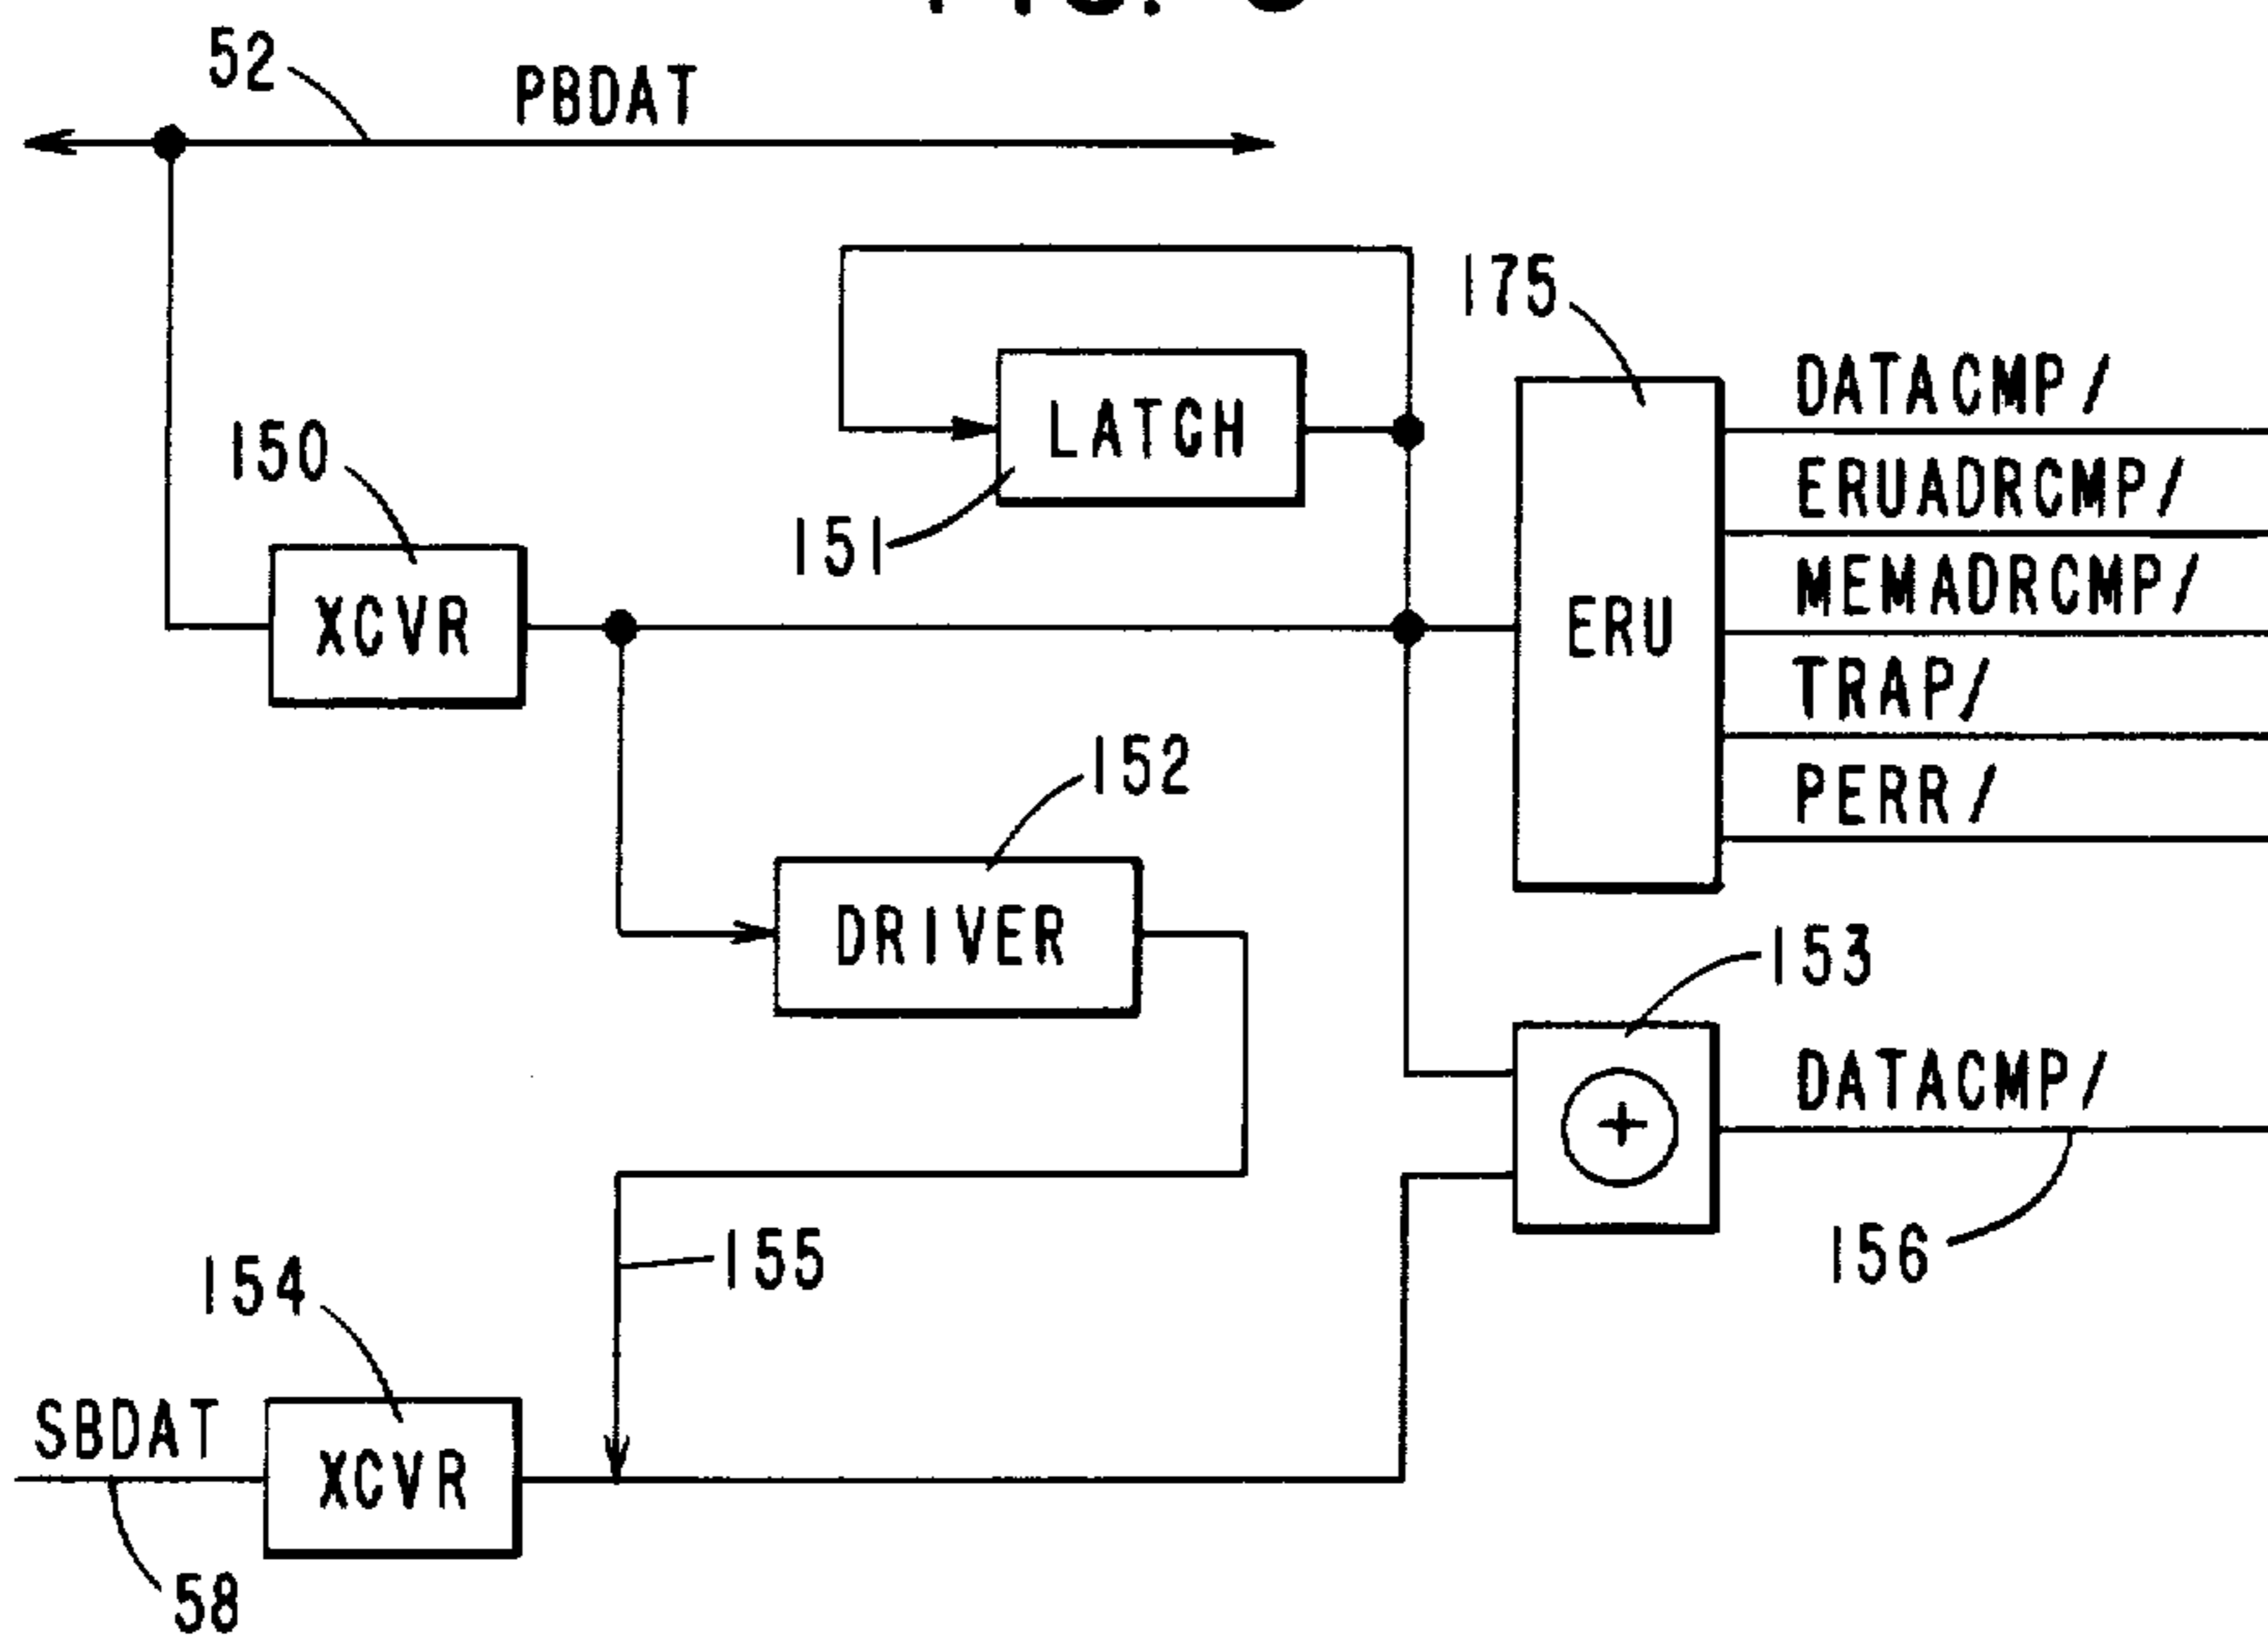 52
PBDAT
175
DATACMP/
150
LATCH
ERUADRCMP/
151
MEMADRCMP/
XCVR
ERU
TRAP/
152
PERR/
DRIVER
153
DATACMP/
155
156
154
SBDAT
XCVR
58